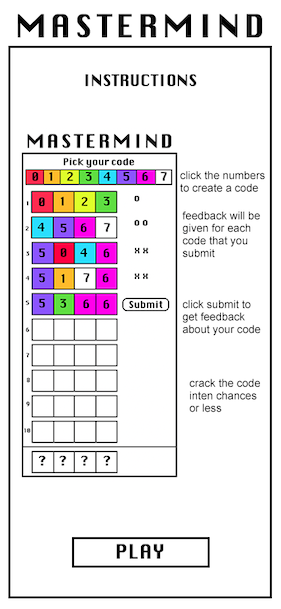 MASTERMIND
INSTRUCTIONS
MASTERMIND
Pick your code
0 1 2 3 4 5 6 7
click the numbers
to create a code
1 0 1 2 3 o
feedback will be
given for each
code that you
submit
2 4 5 6 7 o o
3 5 0 4 6 x x
4 5 1 7 6 x x
5 5 3 6 6 Submit
click submit to
get feedback
about your code
6
7
8
crack the code
inten chances
or less
9
10
? ? ? ?
PLAY